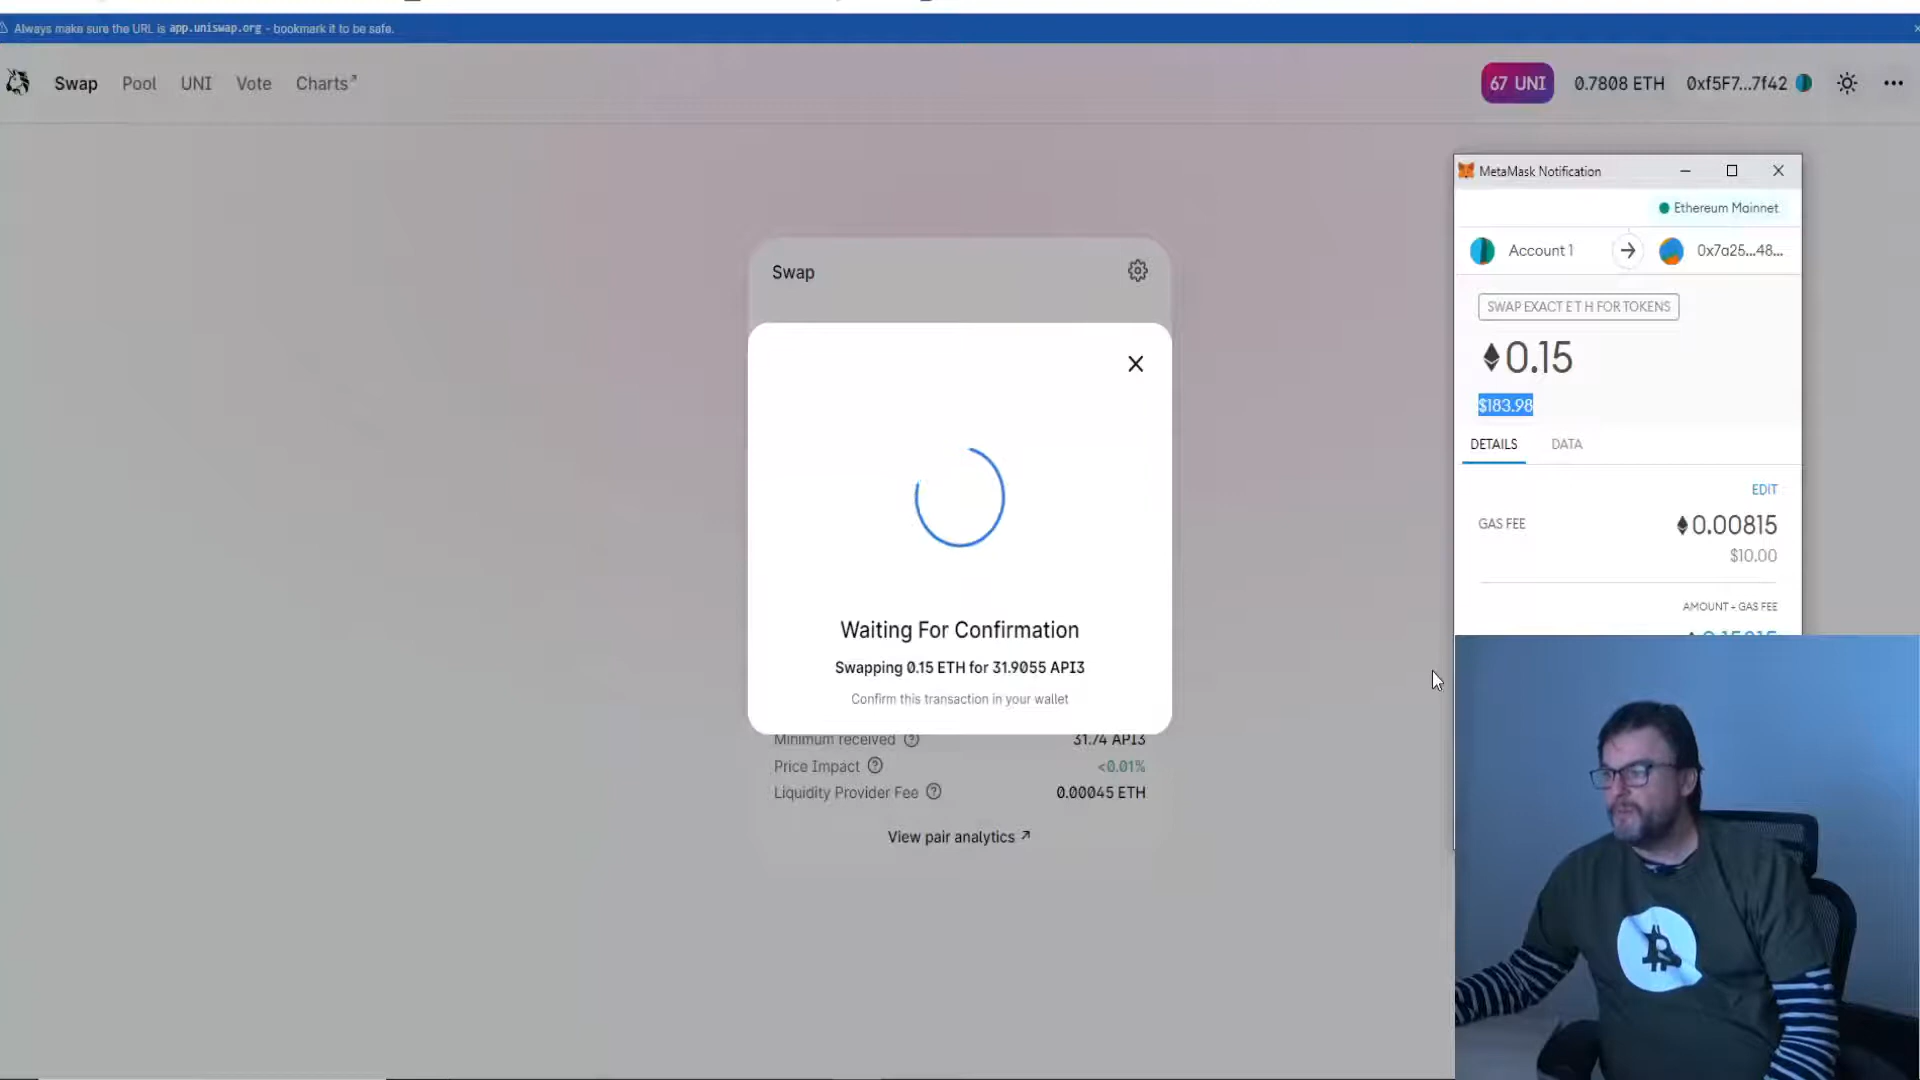 Always make sure the URL is app.uniswap.org - bookmark it to be safe.
Swap Pool UNI Vote Charts↗ 67 UNI 0.7808 ETH 0xf5F7...7f42
MetaMask Notification
Ethereum Mainnet
Account 1 0x7a25...48...
SWAP EXACT E T H FOR TOKENS
0.15
$183.98
DETAILS DATA
EDIT
GAS FEE 0.00815
$10.00
AMOUNT + GAS FEE
Swap
Waiting For Confirmation
Swapping 0.15 ETH for 31.9055 API3
Confirm this transaction in your wallet
Minimum received 31.74 API3
Price Impact <0.01%
Liquidity Provider Fee 0.00045 ETH
View pair analytics ↗